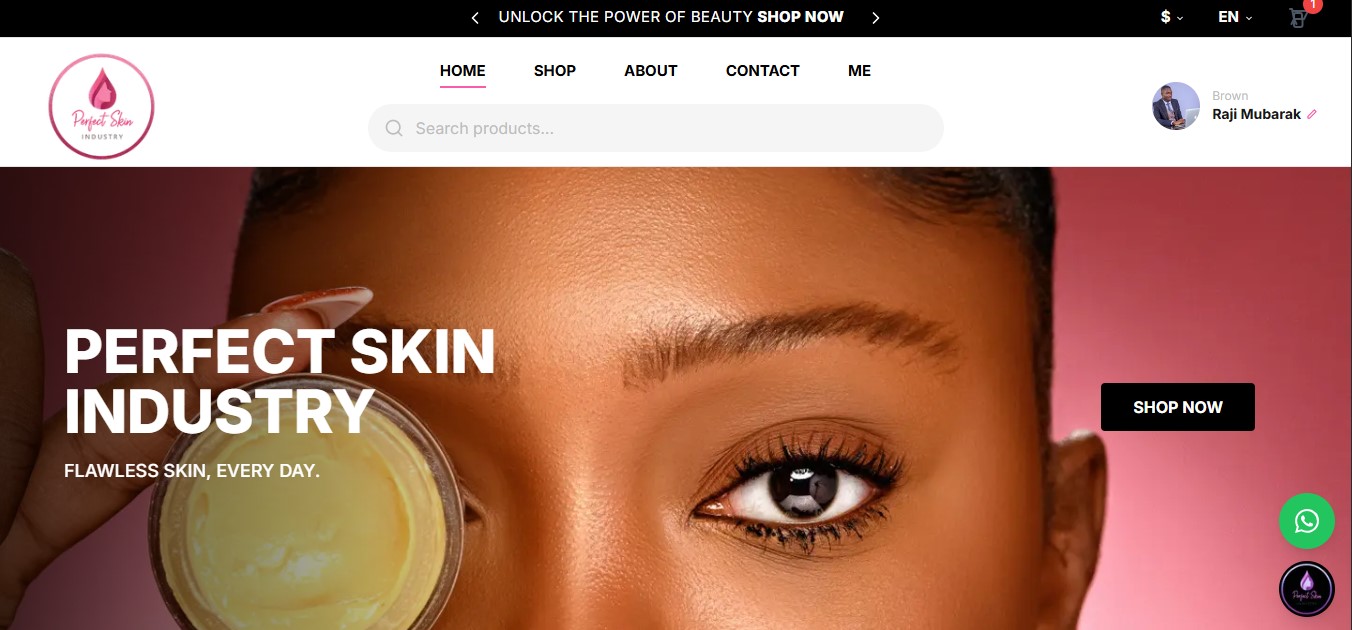 UNLOCK THE POWER OF BEAUTY SHOP NOW
$
EN
1
Perfect Skin
INDUSTRY
HOME
SHOP
ABOUT
CONTACT
ME
Search products...
Brown
Raji Mubarak
PERFECT SKIN
INDUSTRY
FLAWLESS SKIN, EVERY DAY.
SHOP NOW
Perfect Skin